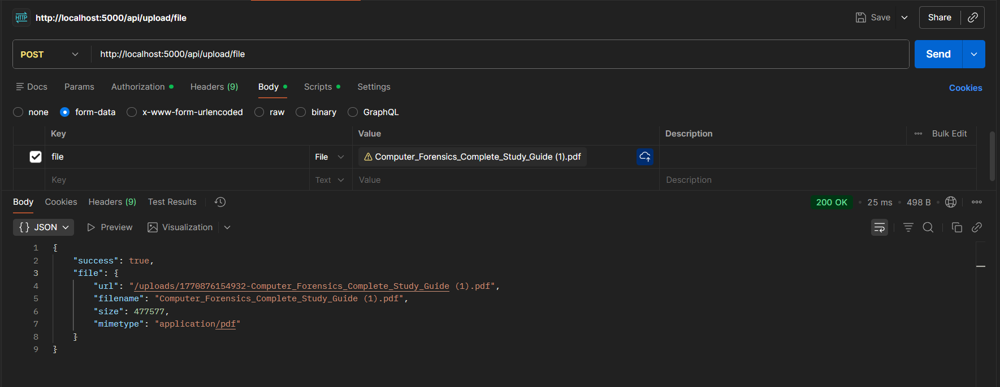 HTTP http://localhost:5000/api/upload/file Save Share
POST http://localhost:5000/api/upload/file Send
Docs Params Authorization Headers (9) Body Scripts Settings Cookies
none form-data x-www-form-urlencoded raw binary GraphQL
Key Value Description Bulk Edit
file File Computer_Forensics_Complete_Study_Guide (1).pdf
Key Text Value Description
Body Cookies Headers (9) Test Results 200 OK 25 ms 498 B
{} JSON Preview Visualization
1 {
2 "success": true,
3 "file": {
4 "url": "/uploads/1770876154932-Computer_Forensics_Complete_Study_Guide (1).pdf",
5 "filename": "Computer_Forensics_Complete_Study_Guide (1).pdf",
6 "size": 477577,
7 "mimetype": "application/pdf"
8 }
9 }